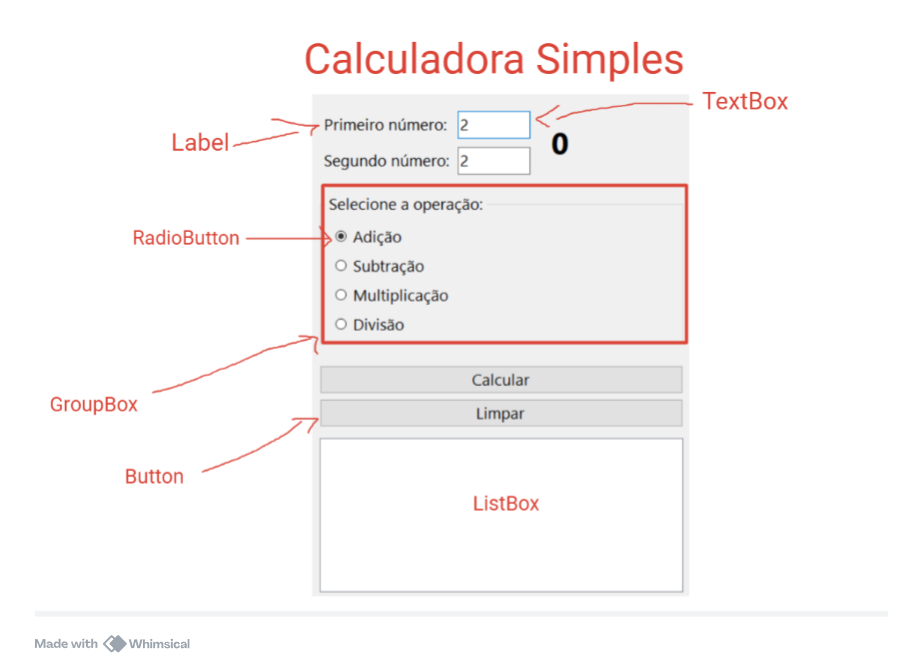 Calculadora Simples
TextBox
Primeiro número: 2
Label
0
Segundo número: 2
Selecione a operação:
RadioButton
Adição
Subtração
Multiplicação
Divisão
Calcular
GroupBox
Limpar
Button
ListBox
Made with Whimsical